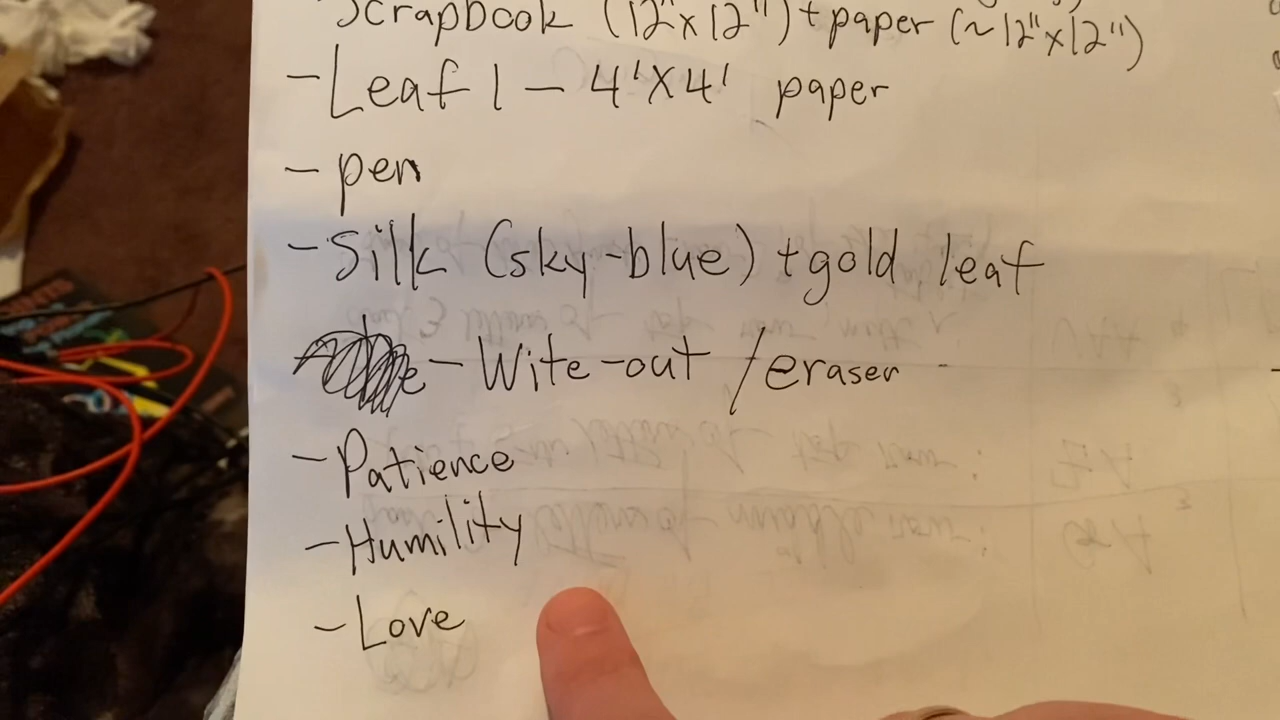 Scrapbook (12"x12") + paper (~12"x12")
- Leaf 1 - 4'x4' paper
- pen
- Silk (sky-blue) + gold leaf
- Wite-out / eraser
- Patience
- Humility
- Love